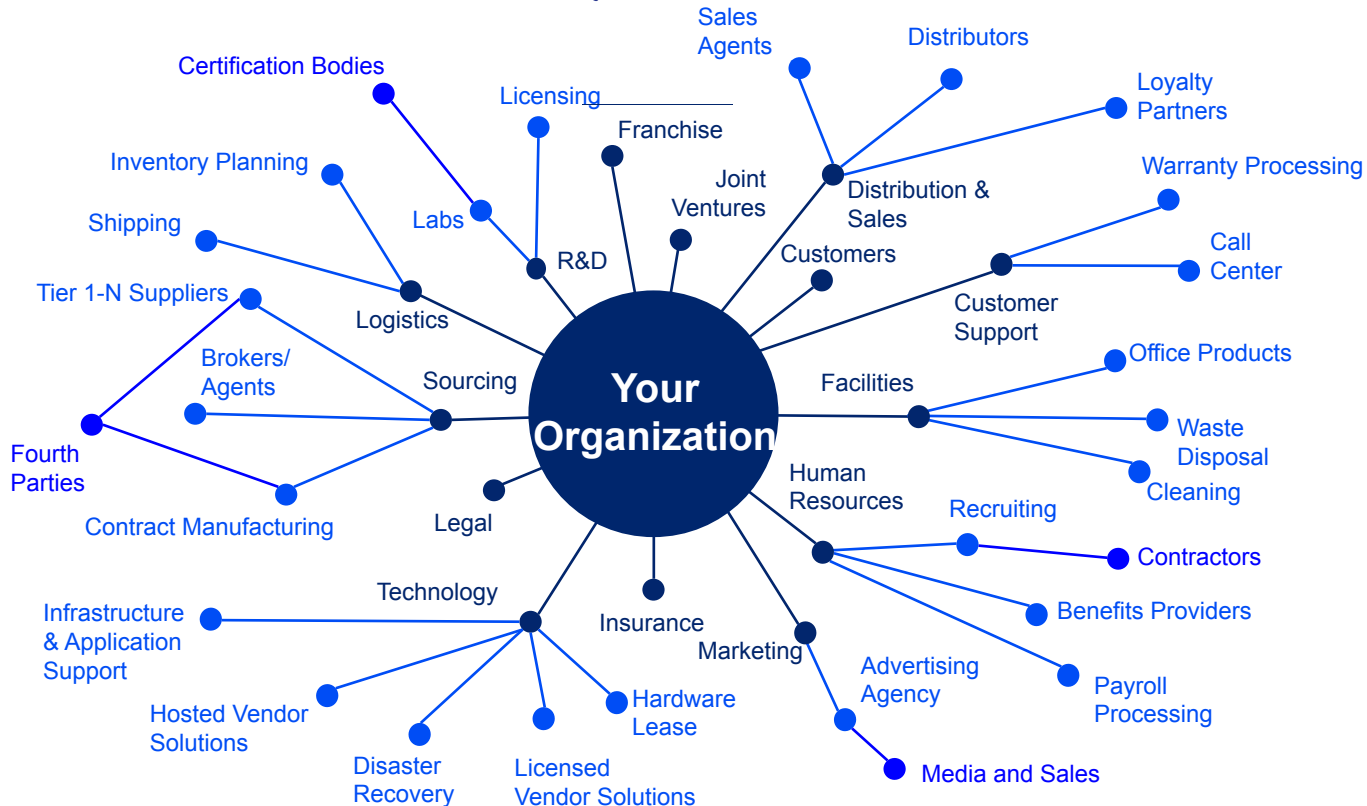 Sales
Agents
Distributors
Certification Bodies
Licensing
Loyalty
Partners
Franchise
Inventory Planning
Joint
Ventures
Warranty Processing
Distribution &
Sales
Shipping
Labs
R&D
Customers
Call
Center
Tier 1-N Suppliers
Logistics
Customer
Support
Brokers/
Agents
Sourcing
Your
Organization
Facilities
Office Products
Fourth
Parties
Waste
Disposal
Human
Resources
Cleaning
Contract Manufacturing
Legal
Recruiting
Contractors
Technology
Infrastructure
& Application
Support
Insurance
Marketing
Benefits Providers
Advertising
Agency
Payroll
Processing
Hosted Vendor
Solutions
Hardware
Lease
Disaster
Recovery
Licensed
Vendor Solutions
Media and Sales